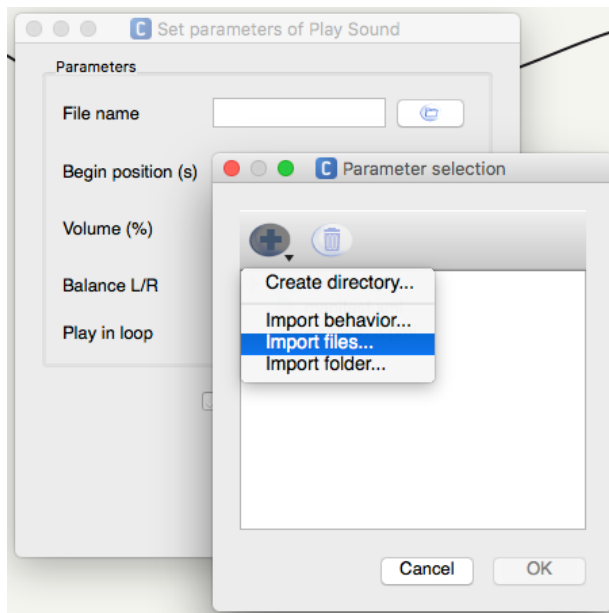 C Set parameters of Play Sound
Parameters
File name
Begin position (s)
Volume (%)
Balance L/R
Play in loop
C Parameter selection
Create directory...
Import behavior...
Import files...
Import folder...
Cancel
OK